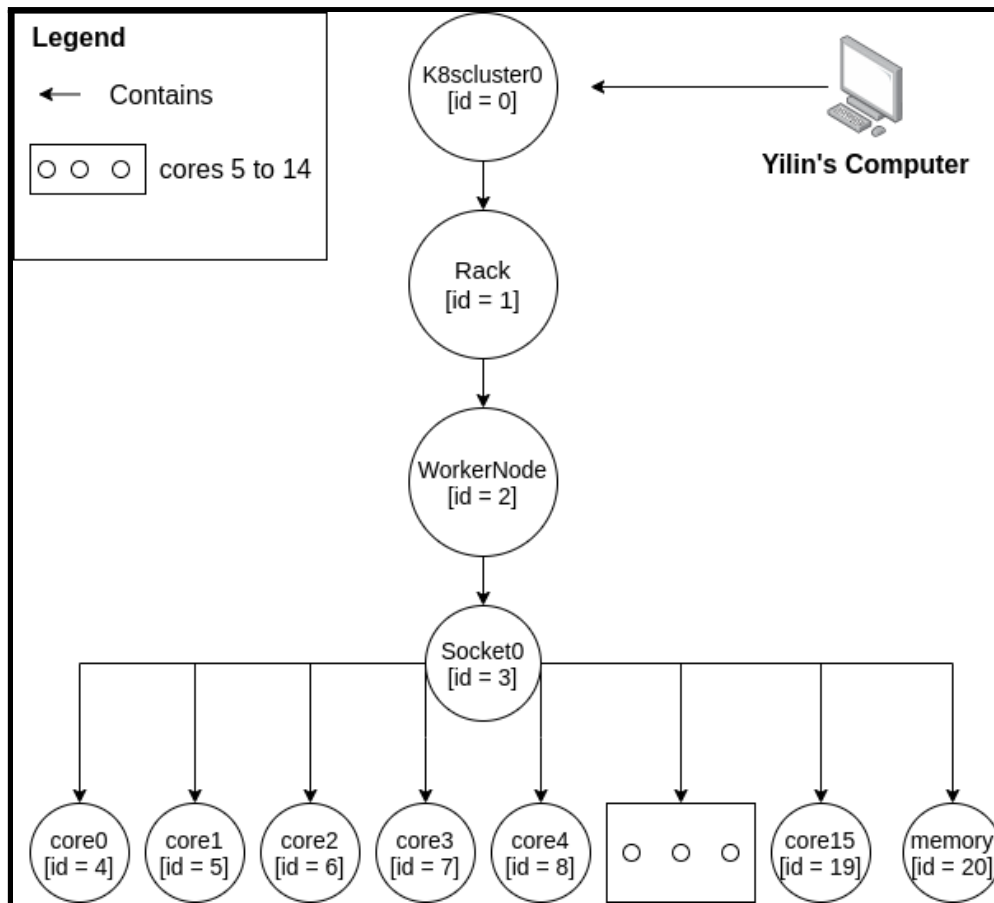 Legend
Contains
cores 5 to 14
K8scluster0
[id = 0]
Yilin's Computer
Rack
[id = 1]
WorkerNode
[id = 2]
Socket0
[id = 3]
core0
[id = 4]
core1
[id = 5]
core2
[id = 6]
core3
[id = 7]
core4
[id = 8]
core15
[id = 19]
memory
[id = 20]